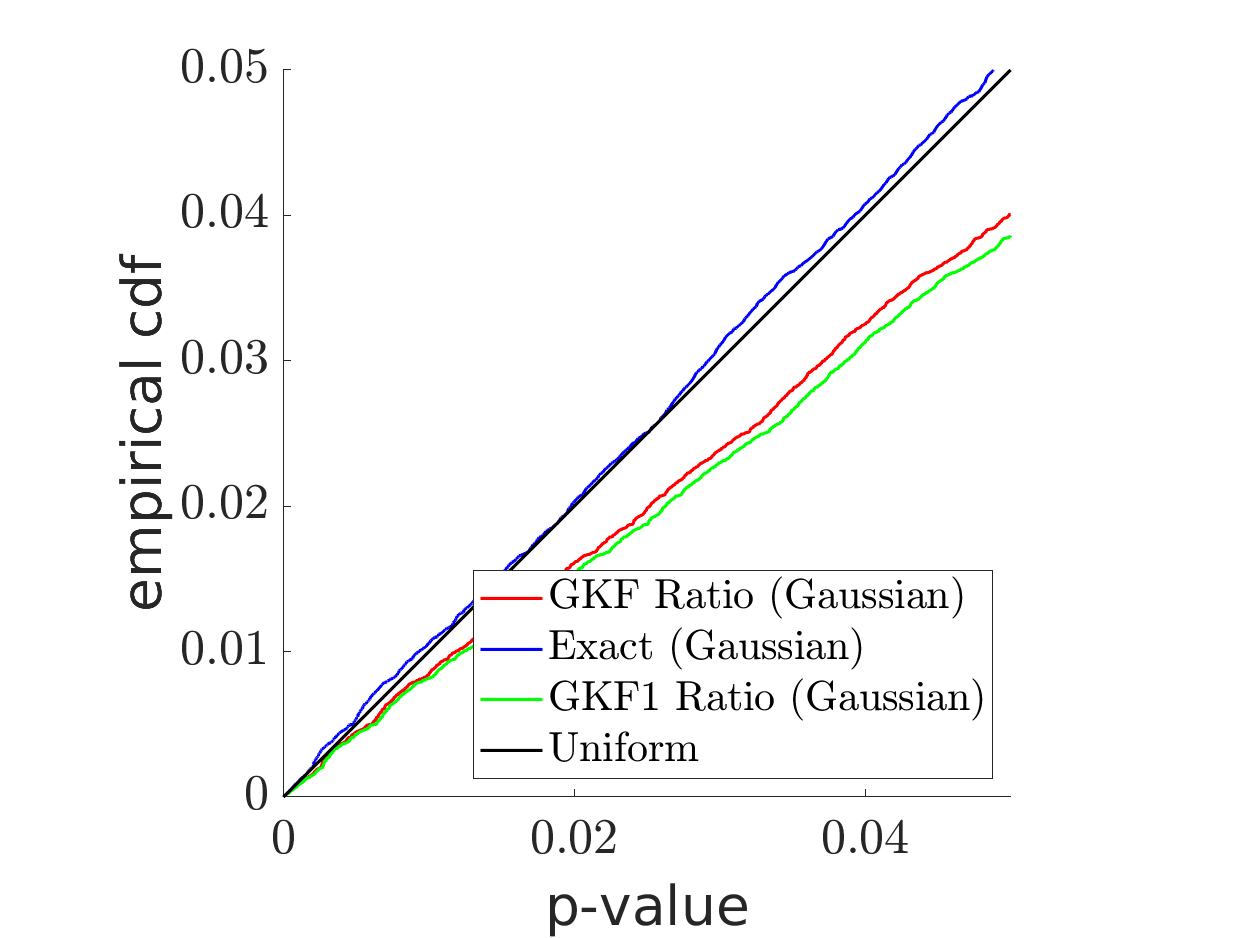 0.05
0.04
0.03
0.02
0.01
0
empirical cdf
GKF Ratio (Gaussian)
Exact (Gaussian)
GKF1 Ratio (Gaussian)
Uniform
0 0.02 0.04
p-value